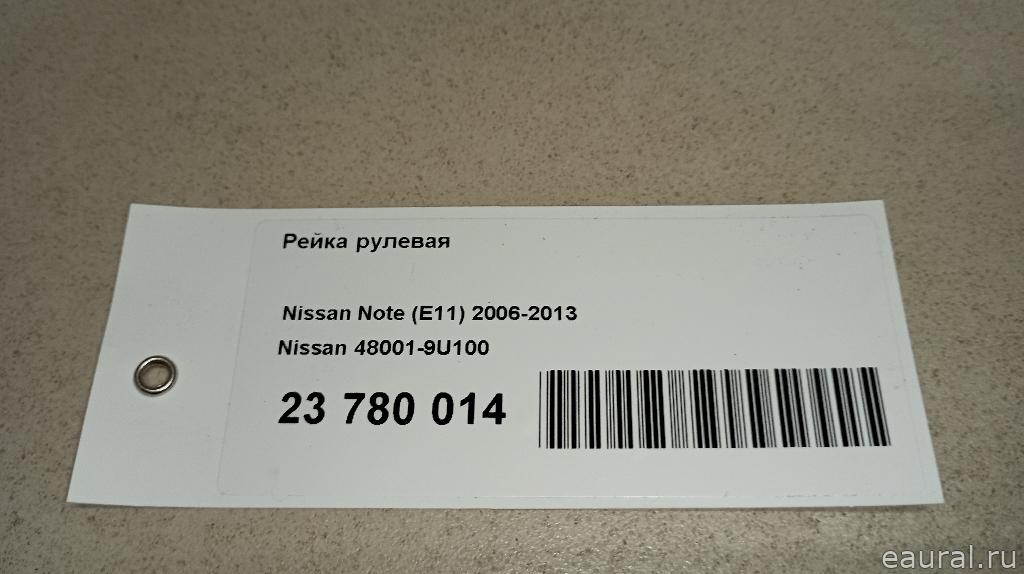 Рейка рулевая
Nissan Note (E11) 2006-2013
Nissan 48001-9U100
23 780 014
eaural.ru